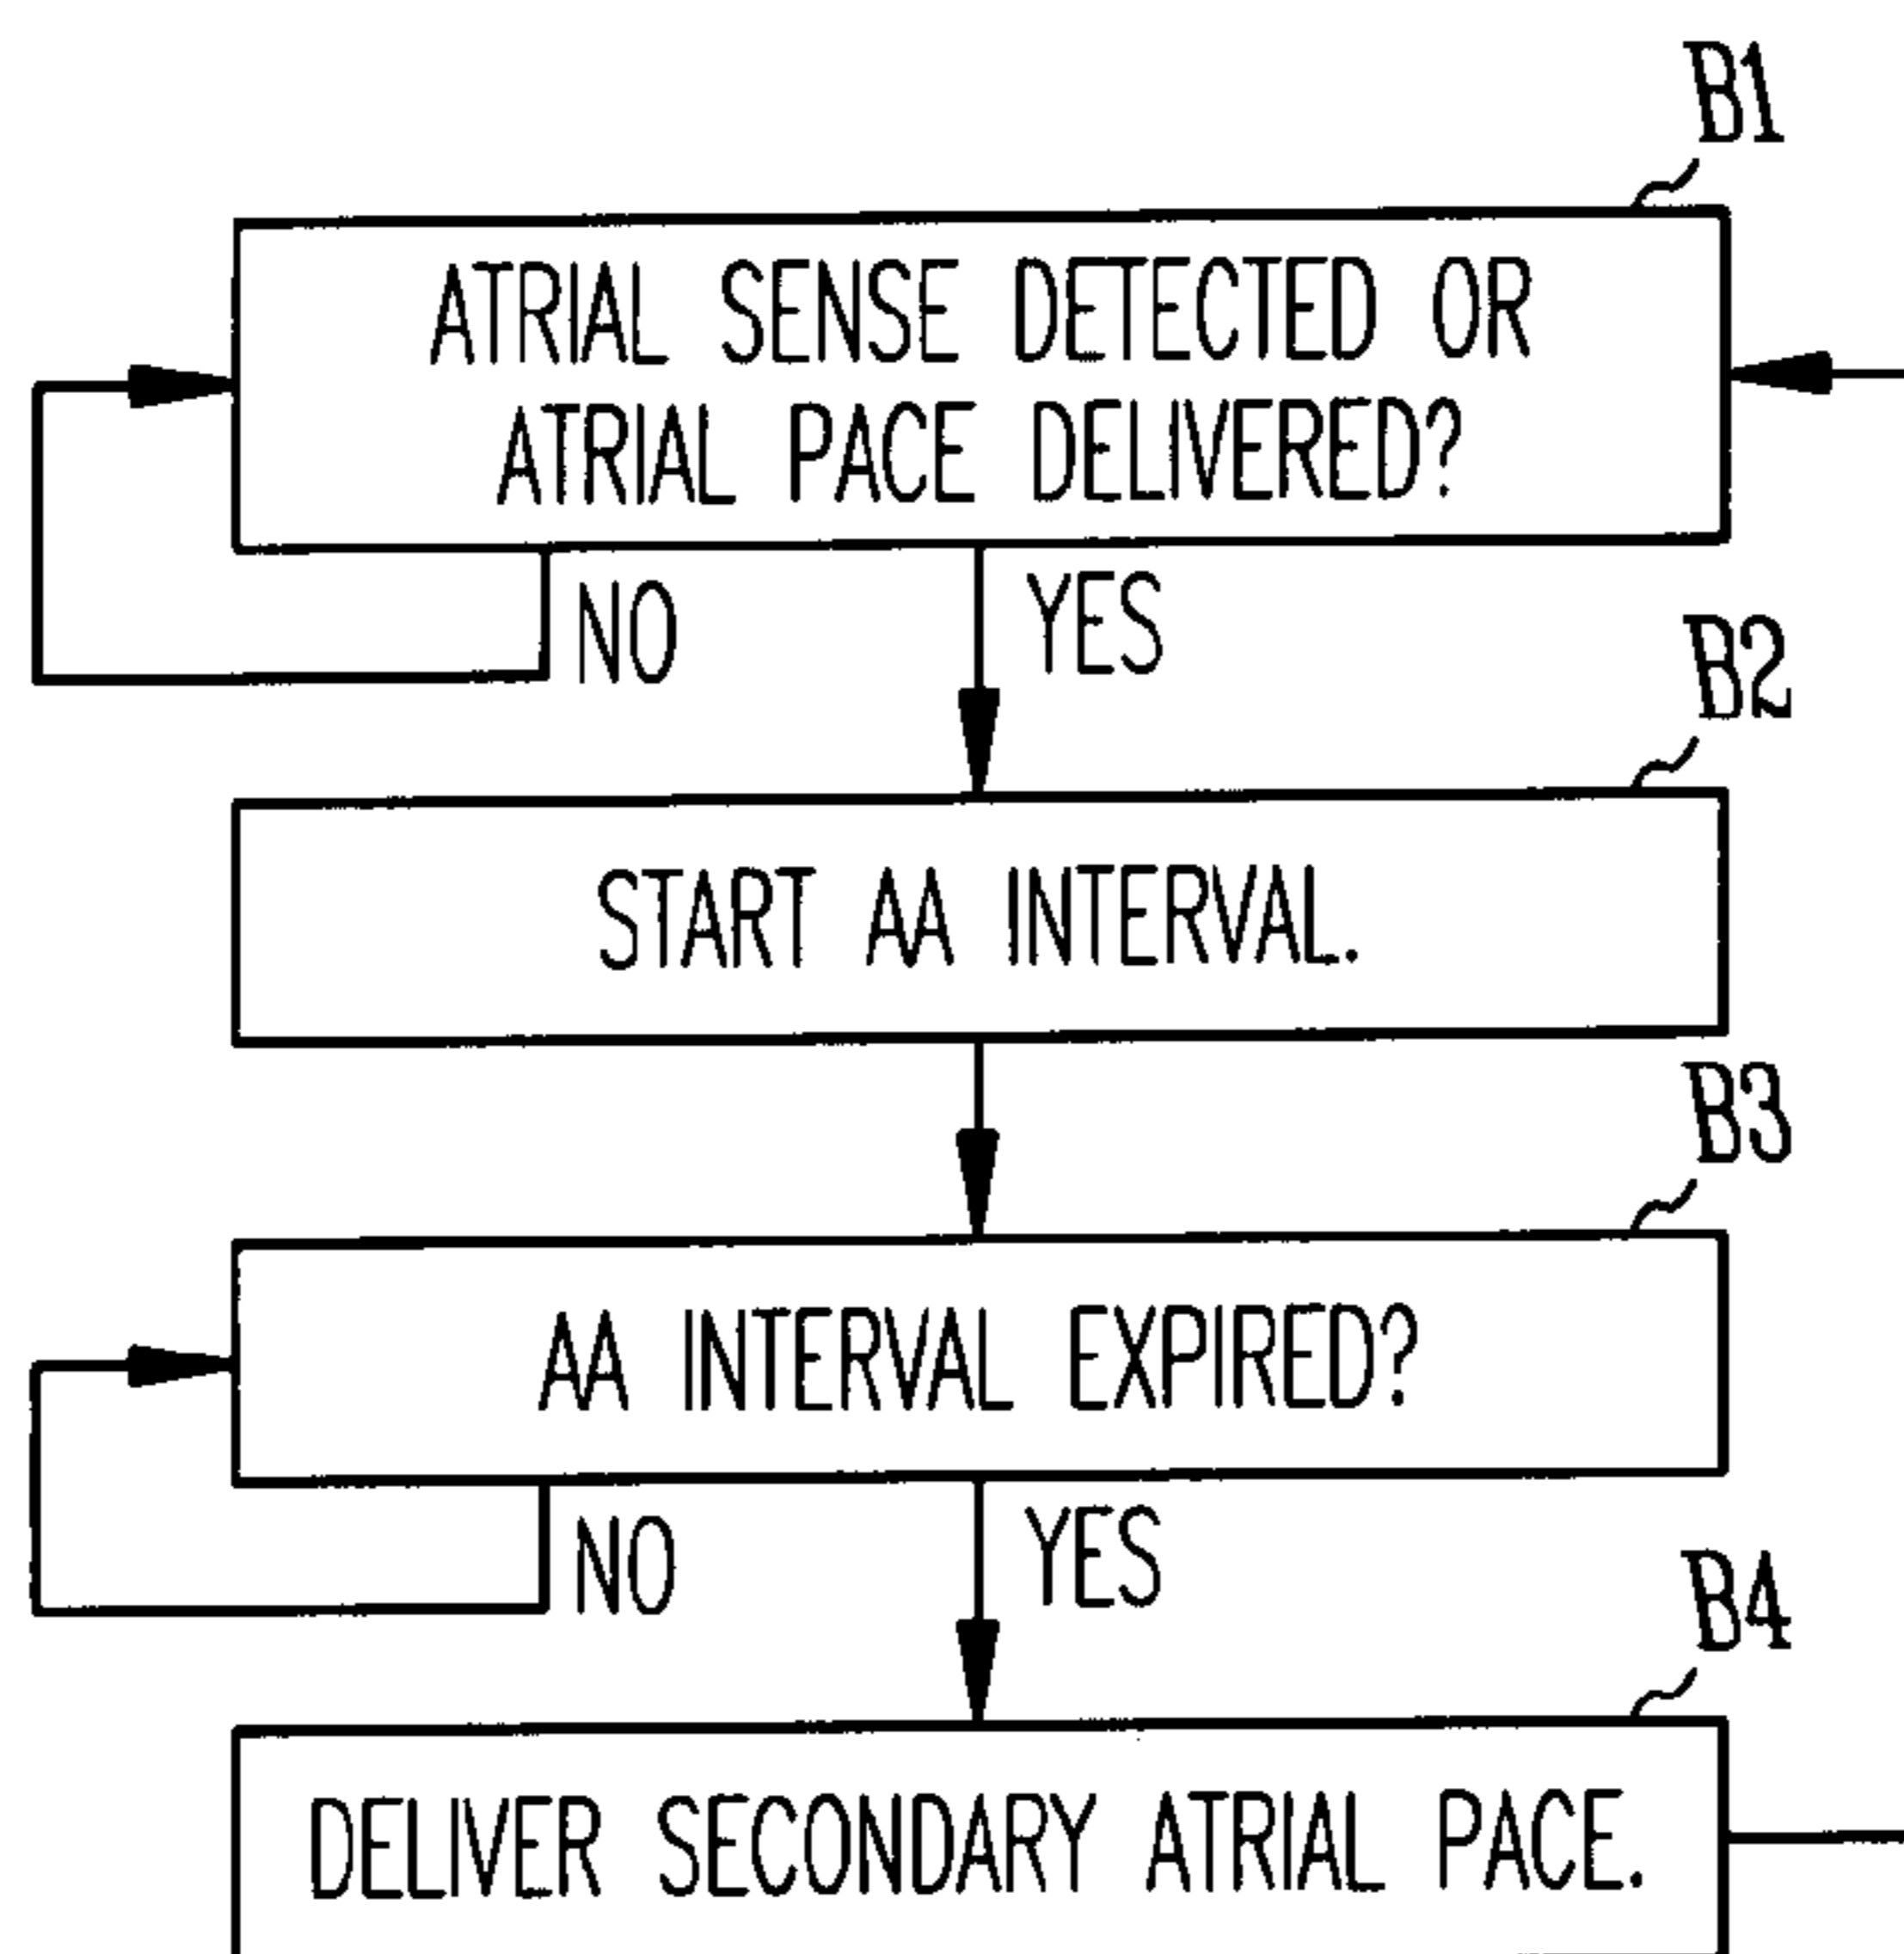 B1
ATRIAL SENSE DETECTED OR
ATRIAL PACE DELIVERED?
NO
YES
B2
START AA INTERVAL.
B3
AA INTERVAL EXPIRED?
NO
YES
B4
DELIVER SECONDARY ATRIAL PACE.